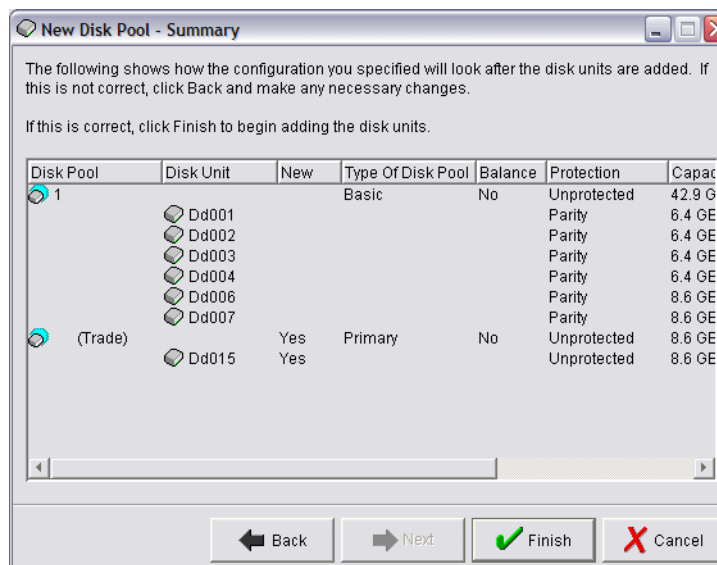 New Disk Pool - Summary
The following shows how the configuration you specified will look after the disk units are added. If
this is not correct, click Back and make any necessary changes.
If this is correct, click Finish to begin adding the disk units.
Disk Pool Disk Unit New Type Of Disk Pool Balance Protection Capac
1 Basic No Unprotected 42.9 G
Dd001 Parity 6.4 GE
Dd002 Parity 6.4 GE
Dd003 Parity 6.4 GE
Dd004 Parity 6.4 GE
Dd006 Parity 8.6 GE
Dd007 Parity 8.6 GE
(Trade) Yes Primary No Unprotected 8.6 GE
Dd015 Yes Unprotected 8.6 GE
Back Next Finish Cancel